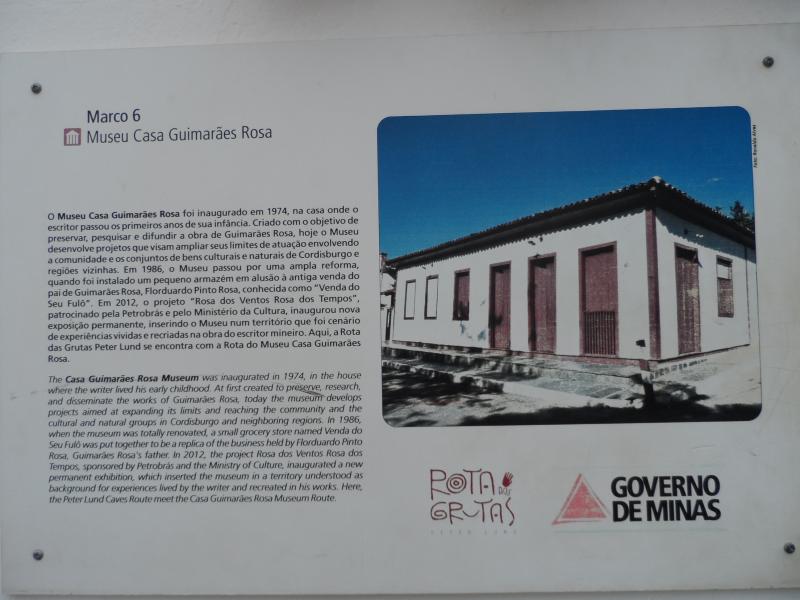 Marco 6
Museu Casa Guimarães Rosa
O Museu Casa Guimarães Rosa foi inaugurado em 1974, na casa onde o
escritor passou os primeiros anos de sua infância. Criado com o objetivo de
preservar, pesquisar e difundir a obra de Guimarães Rosa, hoje o Museu
desenvolve projetos que visam ampliar seus limites de atuação envolvendo
a comunidade e os conjuntos de bens culturais e naturais de Cordisburgo e
regiões vizinhas. Em 1986, o Museu passou por uma ampla reforma,
quando foi instalado um pequeno armazém em alusão à antiga venda do
pai de Guimarães Rosa, Florduardo Pinto Rosa, conhecida como "Venda do
Seu Fulô". Em 2012, o projeto "Rosa dos Ventos Rosa dos Tempos",
patrocinado pela Petrobrás e pelo Ministério da Cultura, inaugurou nova
exposição permanente, inserindo o Museu num território que foi cenário
de experiências vividas e recriadas na obra do escritor mineiro. Aqui, a Rota
das Grutas Peter Lund se encontra com a Rota do Museu Casa Guimarães
Rosa.
The Casa Guimarães Rosa Museum was inaugurated in 1974, in the house
where the writer lived his early childhood. At first created to preserve, research,
and disseminate the works of Guimarães Rosa, today the museum develops
projects aimed at expanding its limits and reaching the community and the
cultural and natural groups in Cordisburgo and neighboring regions. In 1986,
when the museum was totally renovated, a small grocery store named Venda do
Seu Fulô was put together to be a replica of the business held by Florduardo Pinto
Rosa, Guimarães Rosa's father. In 2012, the project Rosa dos Ventos Rosa dos
Tempos, sponsored by Petrobrás and the Ministry of Culture, inaugurated a new
permanent exhibition, which inserted the museum in a territory understood as
background for experiences lived by the writer and recreated in his works. Here,
the Peter Lund Caves Route meet the Casa Guimarães Rosa Museum Route.
ROTA
DAS
GRUTAS
PETER LUND
GOVERNO
DE MINAS